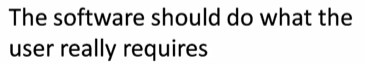 The software should do what the
user really requires